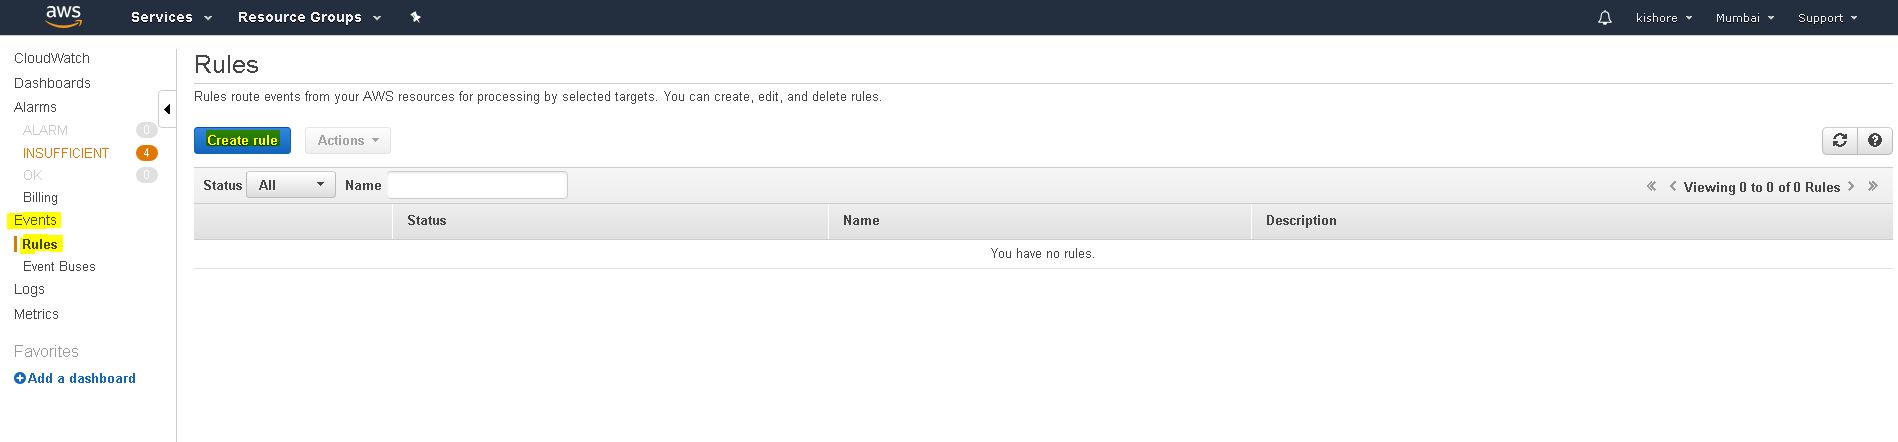 aws Services Resource Groups kishore Mumbai Support
CloudWatch
Dashboards
Alarms
ALARM 0
INSUFFICIENT 4
OK 0
Billing
Events
Rules
Event Buses
Logs
Metrics
Favorites
Add a dashboard
Rules
Rules route events from your AWS resources for processing by selected targets. You can create, edit, and delete rules.
Create rule Actions
Status All Name « < Viewing 0 to 0 of 0 Rules > »
Status Name Description
You have no rules.